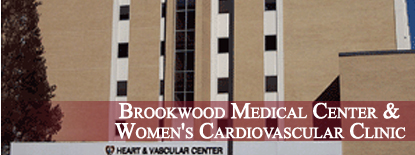 Brookwood Medical Center &
Women's Cardiovascular Clinic
HEART & VASCULAR CENTER